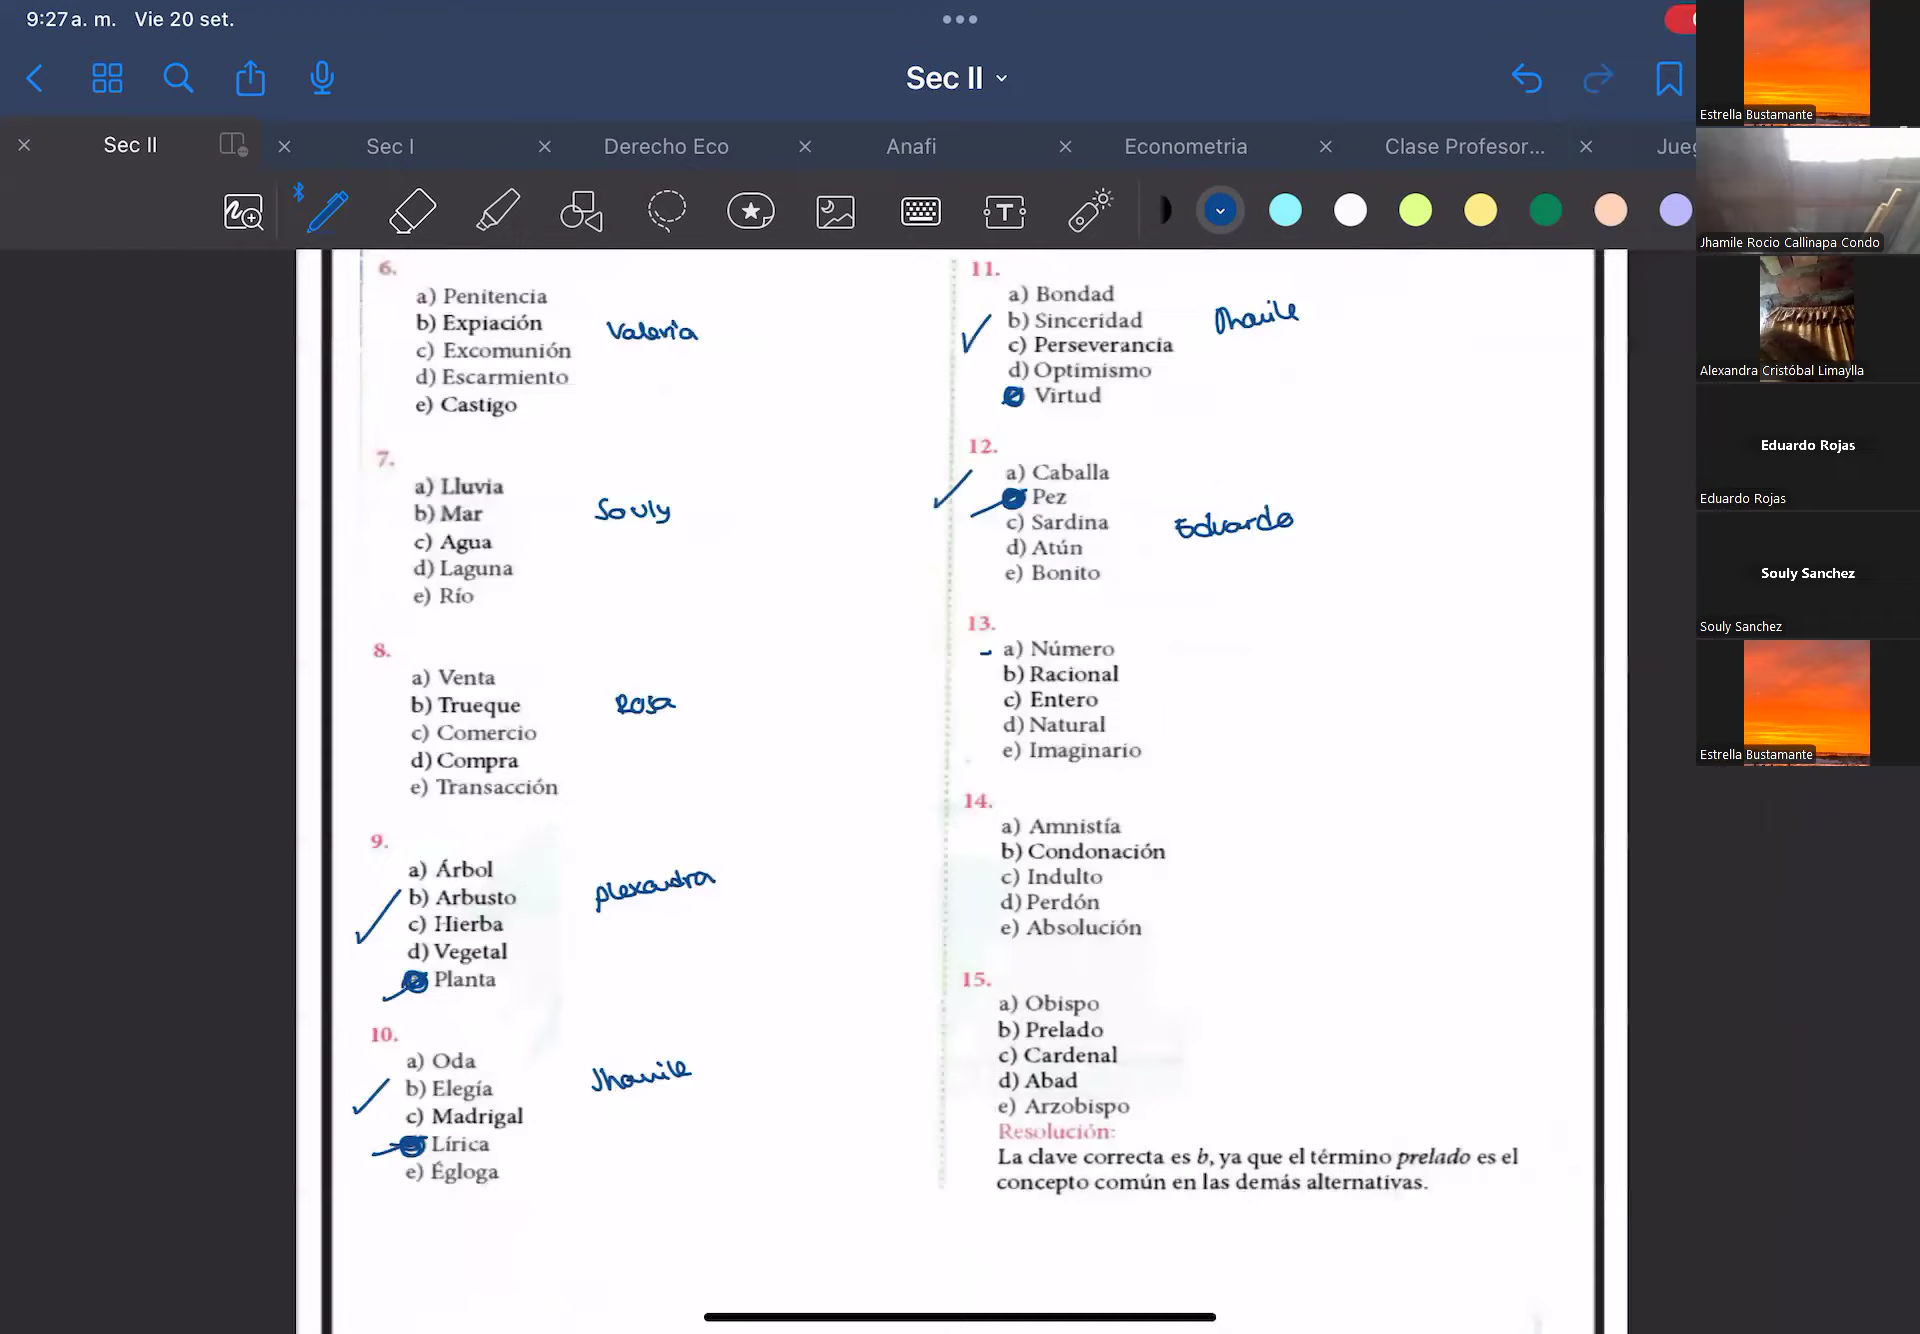 9:27 a. m. Vie 20 set.
Sec II
Sec II
Sec I
Derecho Eco
Anafi
Econometria
Clase Profesor...
Estrella Bustamante
Jhamile Rocio Callinapa Condo
Alexandra Cristóbal Limaylla
Eduardo Rojas
Eduardo Rojas
Souly Sanchez
Souly Sanchez
Estrella Bustamante
6.
a) Penitencia
b) Expiación
c) Excomunión
d) Escarmiento
e) Castigo
Valeria
7.
a) Lluvia
b) Mar
c) Agua
d) Laguna
e) Río
Souly
8.
a) Venta
b) Trueque
c) Comercio
d) Compra
e) Transacción
Rosa
9.
a) Árbol
b) Arbusto
c) Hierba
d) Vegetal
Planta
Alexandra
10.
a) Oda
b) Elegía
c) Madrigal
Lírica
e) Égloga
Jhamile
11.
a) Bondad
b) Sinceridad
c) Perseverancia
d) Optimismo
Virtud
12.
a) Caballa
Pez
c) Sardina
d) Atún
e) Bonito
Eduardo
13.
a) Número
b) Racional
c) Entero
d) Natural
e) Imaginario
14.
a) Amnistía
b) Condonación
c) Indulto
d) Perdón
e) Absolución
15.
a) Obispo
b) Prelado
c) Cardenal
d) Abad
e) Arzobispo
Resolución:
La clave correcta es b, ya que el término prelado es el
concepto común en las demás alternativas.